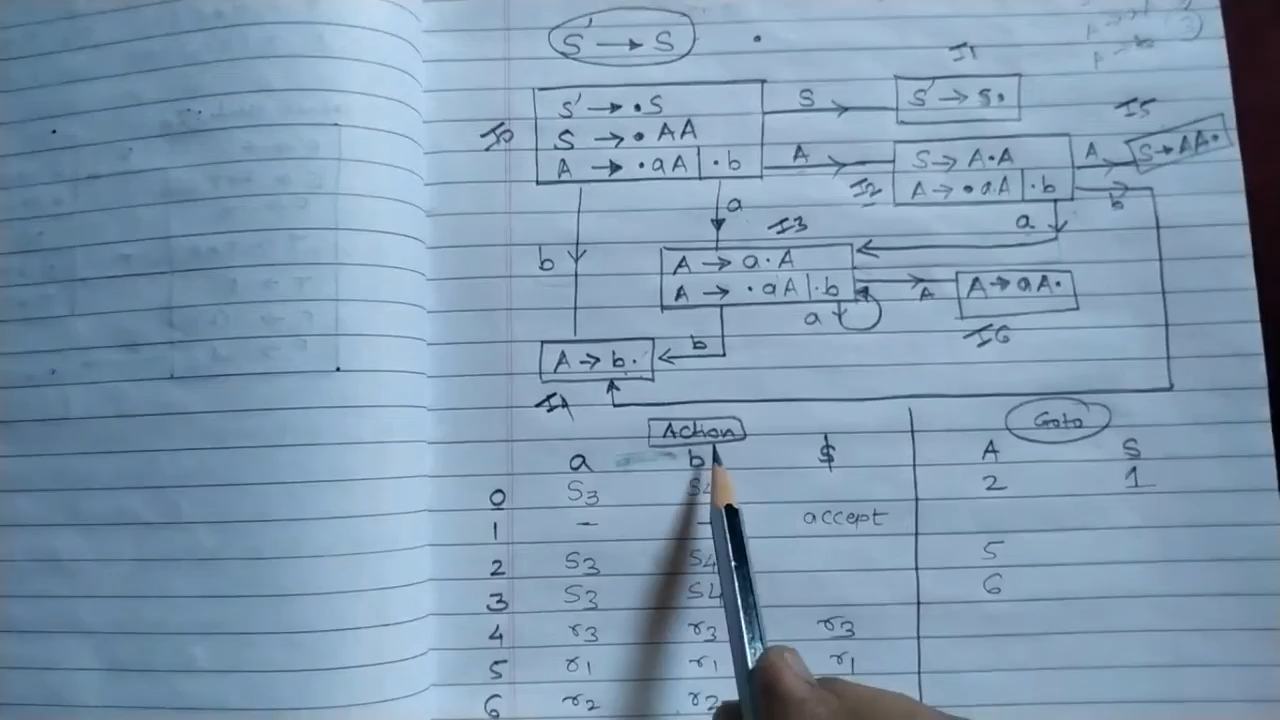 S' → S
I1
S' → •S
S
S' → S•
I5
I0
S → •AA
A
S → A•A
A
S → AA•
A → •aA | •b
I2
A → •aA | •b
b
a
I3
a
b
A → a•A
A → •aA | •b
A
A → aA•
a
I6
b
A → b•
I4
Action
Goto
a b $ A S
0 S3 S4 2 1
1 – – accept
2 S3 S4 5
3 S3 S4 6
4 r3 r3 r3
5 r1 r1 r1
6 r2 r2